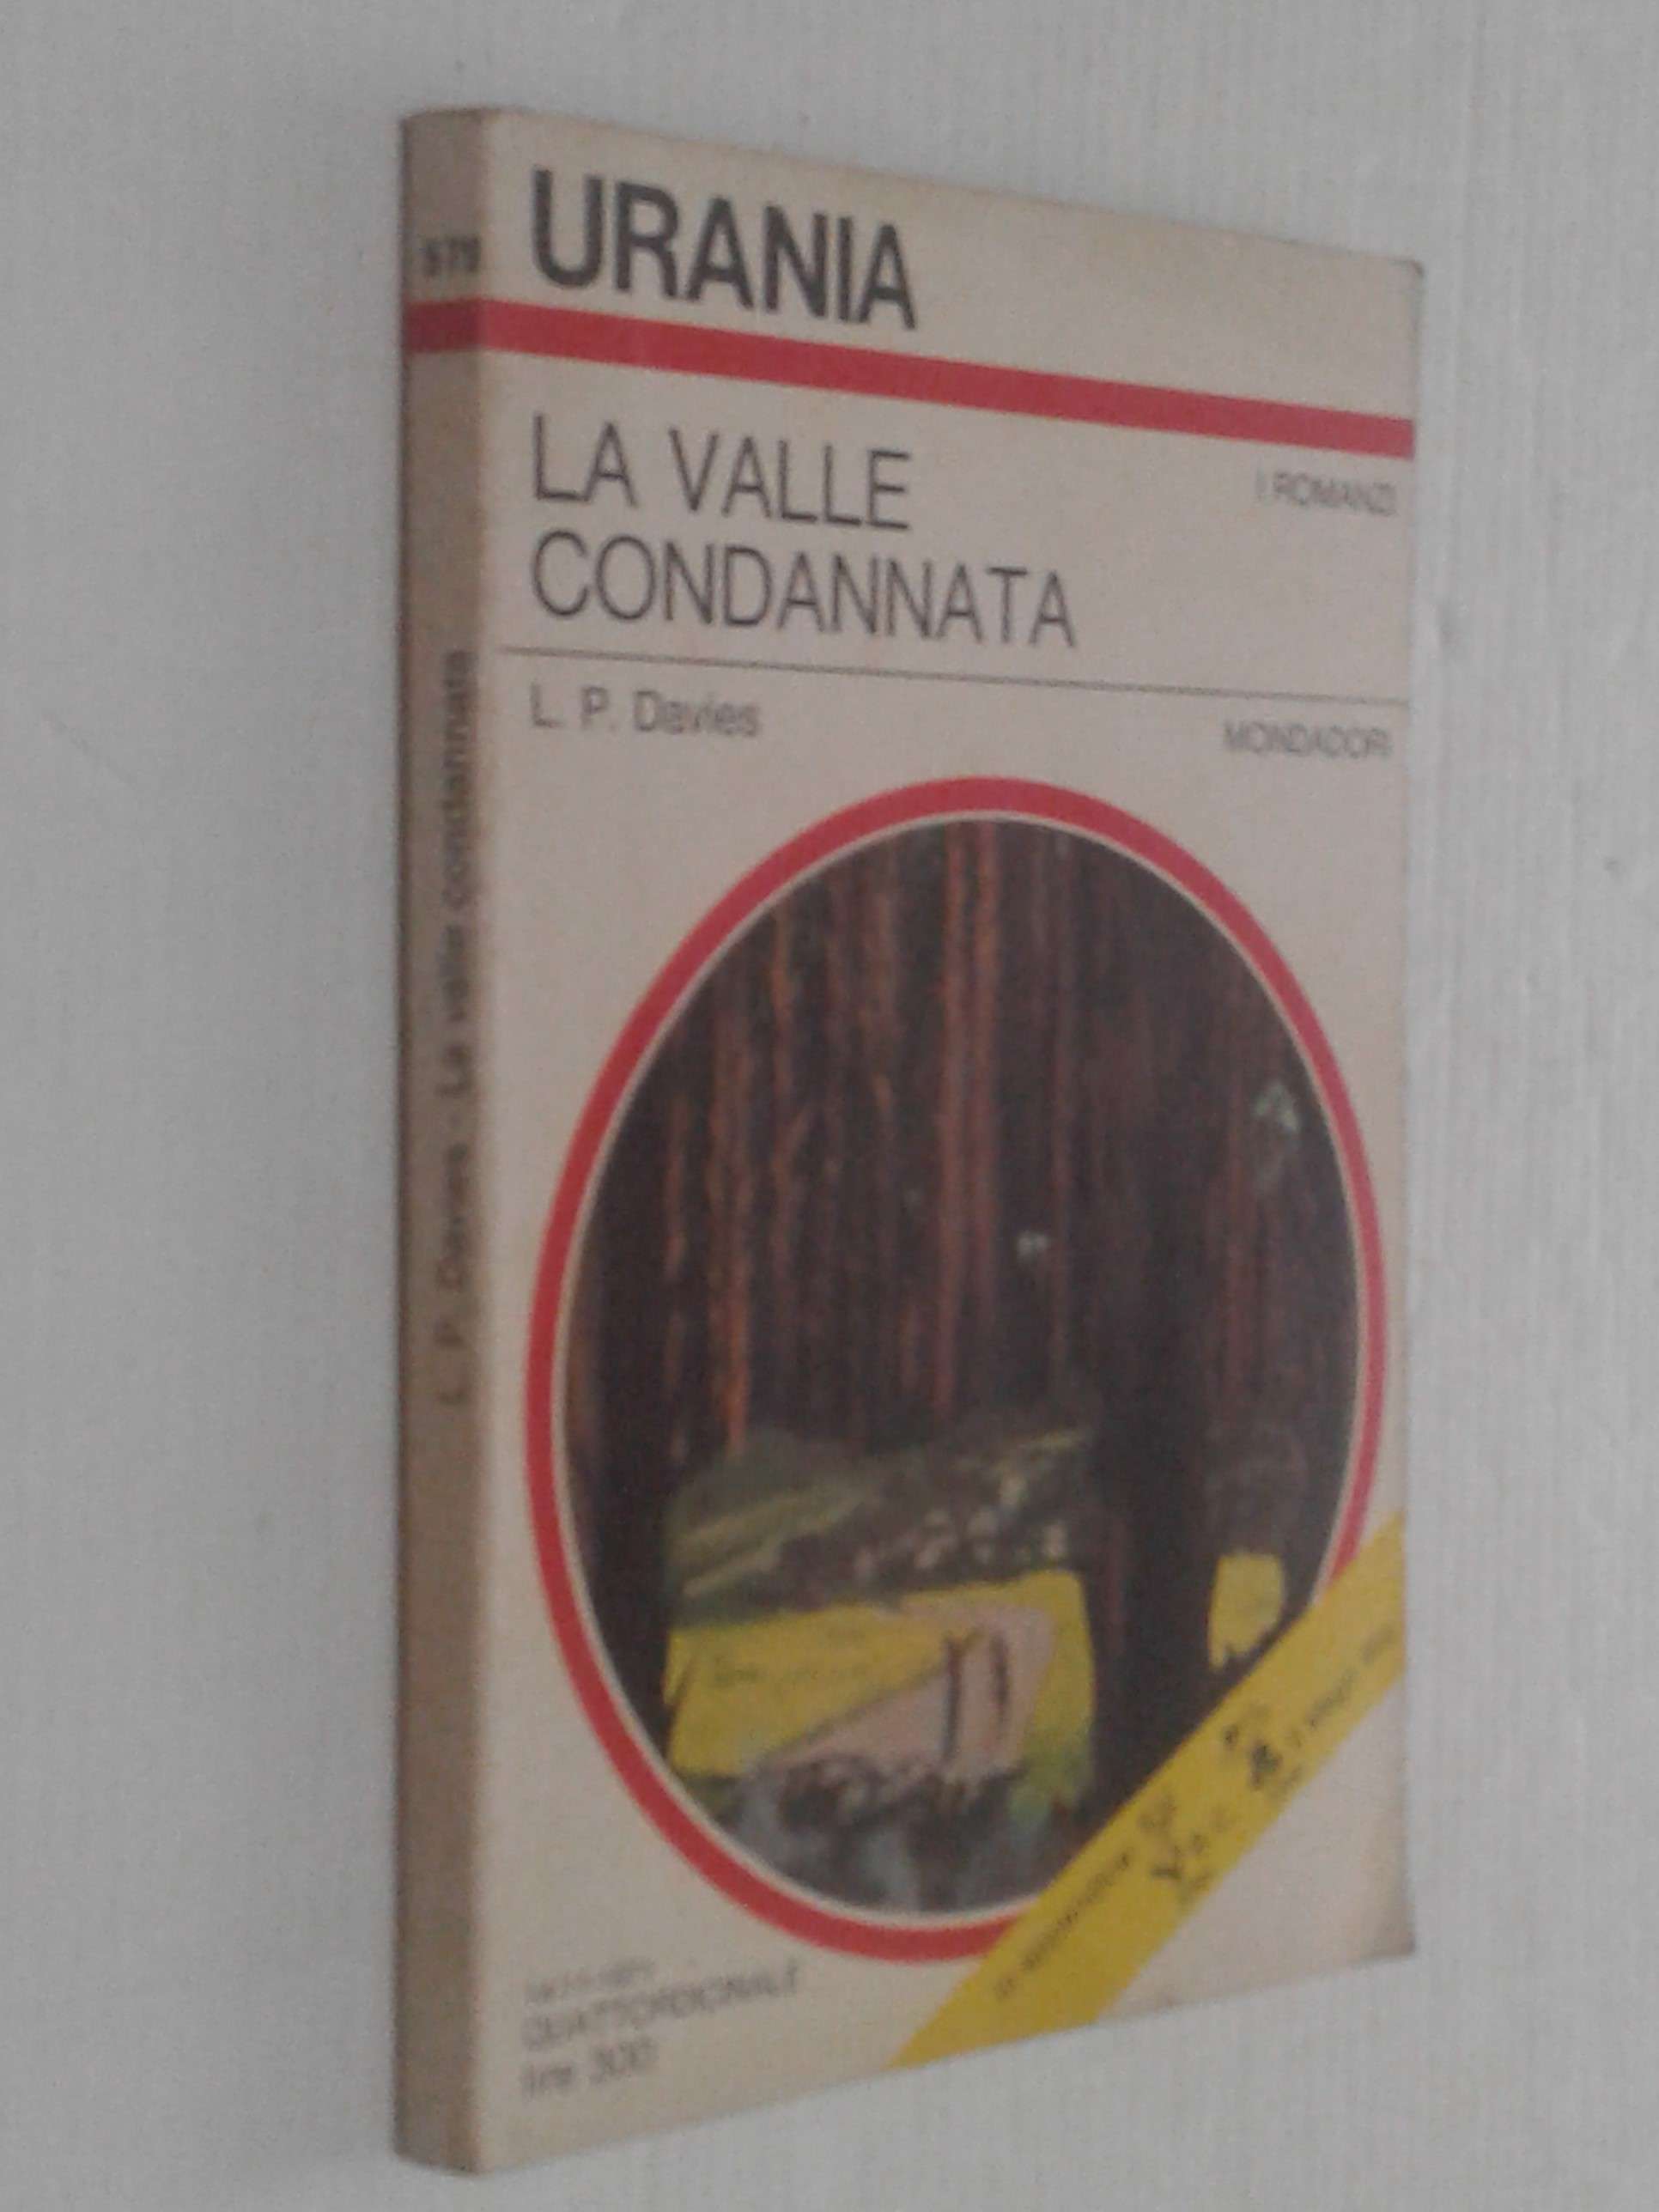 URANIA
LA VALLE
CONDANNATA
I ROMANZI
L. P. Davies
MONDADORI
QUATTORDICINALE
lire 300
L. P. Davies - La valle condannata